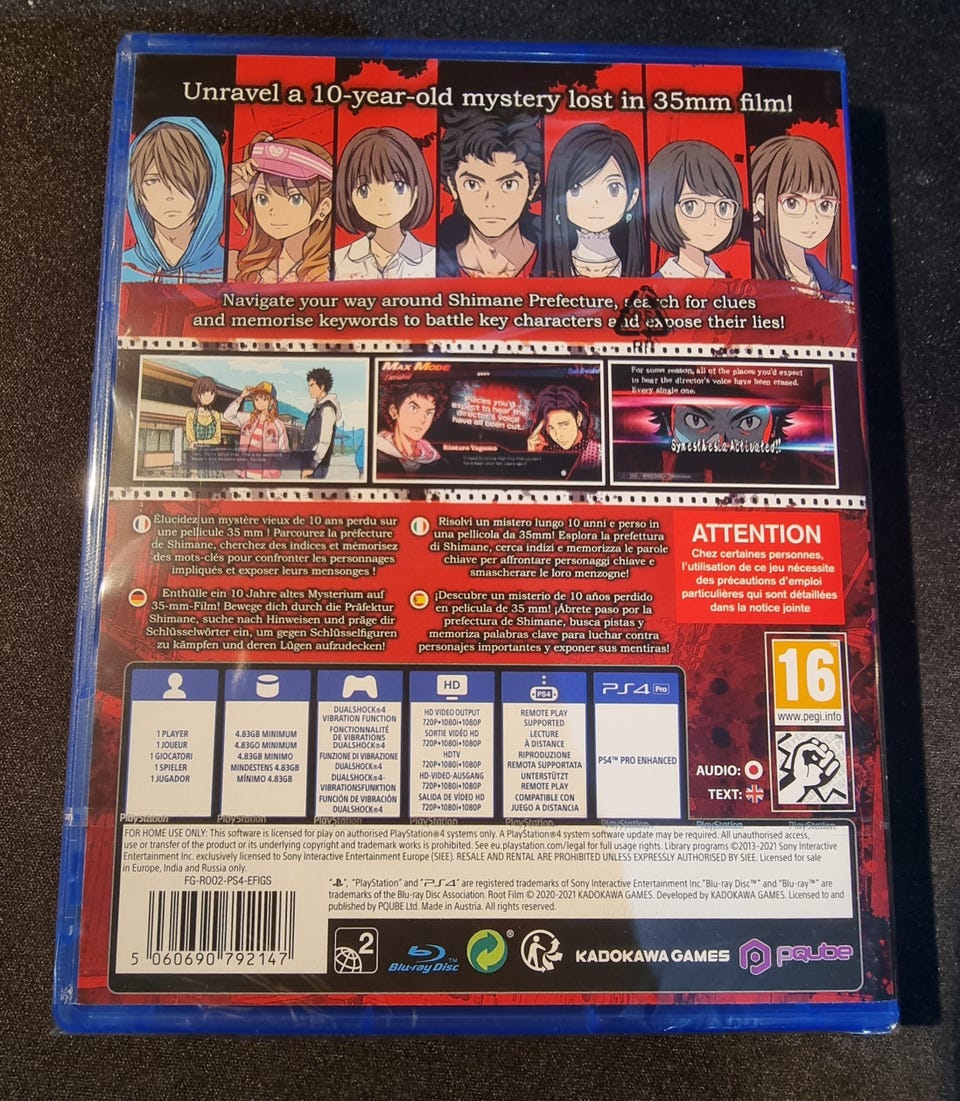 Unravel a 10-year-old mystery lost in 35mm film!
Navigate your way around Shimane Prefecture, search for clues
and memorise keywords to battle key characters and expose their lies!
MAX MODE
Places you'd
expect to hear the
director's voice
have all been cut.
Rintaro Yagumo
For some reason, all of the places you'd expect
to hear the director's voice have been erased.
Every single one.
Synesthesia Activated!!
Élucidez un mystère vieux de 10 ans perdu sur
une pellicule 35 mm ! Parcourez la préfecture
de Shimane, cherchez des indices et mémorisez
des mots-clés pour confronter les personnages
impliqués et exposer leurs mensonges !
Risolvi un mistero lungo 10 anni e perso in
una pellicola da 35mm! Esplora la prefettura
di Shimane, cerca indizi e memorizza le parole
chiave per affrontare personaggi chiave e
smascherare le loro menzogne!
ATTENTION
Chez certaines personnes,
l'utilisation de ce jeu nécessite
des précautions d'emploi
particulières qui sont détaillées
dans la notice jointe
Enthülle ein 10 Jahre altes Mysterium auf
35-mm-Film! Bewege dich durch die Präfektur
Shimane, suche nach Hinweisen und präge dir
Schlüsselwörter ein, um gegen Schlüsselfiguren
zu kämpfen und deren Lügen aufzudecken!
¡Descubre un misterio de 10 años perdido
en película de 35 mm! ¡Ábrete paso por la
prefectura de Shimane, busca pistas y
memoriza palabras clave para luchar contra
personajes importantes y exponer sus mentiras!
16
www.pegi.info
1 PLAYER
1 JOUEUR
1 GIOCATORI
1 SPIELER
1 JUGADOR
4.83GB MINIMUM
4.83GO MINIMUM
4.83GB MINIMO
MINDESTENS 4.83GB
MÍNIMO 4.83GB
DUALSHOCK®4
VIBRATION FUNCTION
FONCTIONNALITÉ
DE VIBRATIONS
DUALSHOCK®4
FUNZIONE DI VIBRAZIONE
DUALSHOCK®4
DUALSHOCK®4-
VIBRATIONSFUNKTION
FUNCIÓN DE VIBRACIÓN
DUALSHOCK®4
HD
HD VIDEO OUTPUT
720P•1080i•1080P
SORTIE VIDÉO HD
720P•1080i•1080P
HDTV
720P•1080i•1080P
HD-VIDEO-AUSGANG
720P•1080i•1080P
SALIDA DE VÍDEO HD
720P•1080i•1080P
PS4
REMOTE PLAY
SUPPORTED
LECTURE
À DISTANCE
RIPRODUZIONE
REMOTA SUPPORTATA
UNTERSTÜTZT
REMOTE PLAY
COMPATIBLE CON
JUEGO A DISTANCIA
PS4 Pro
PS4™ PRO ENHANCED
AUDIO:
TEXT:
PlayStation PlayStation PlayStation PlayStation PlayStation PlayStation PlayStation PlayStation
FOR HOME USE ONLY: This software is licensed for play on authorised PlayStation®4 systems only. A PlayStation®4 system software update may be required. All unauthorised access,
use or transfer of the product or its underlying copyright and trademark works is prohibited. See eu.playstation.com/legal for full usage rights. Library programs ©2013-2021 Sony Interactive
Entertainment Inc. exclusively licensed to Sony Interactive Entertainment Europe (SIEE). RESALE AND RENTAL ARE PROHIBITED UNLESS EXPRESSLY AUTHORISED BY SIEE. Licensed for sale
in Europe, India and Russia only.
FG-R002-PS4-EFIGS
"", "PlayStation" and "PS4" are registered trademarks of Sony Interactive Entertainment Inc."Blu-ray Disc™" and "Blu-ray™" are
trademarks of the Blu-ray Disc Association. Root Film © 2020-2021 KADOKAWA GAMES. Developed by KADOKAWA GAMES. Licensed to and
published by PQUBE Ltd. Made in Austria. All rights reserved.
5 060690 792147
2
Blu-ray Disc™
®
KADOKAWA GAMES
PQube